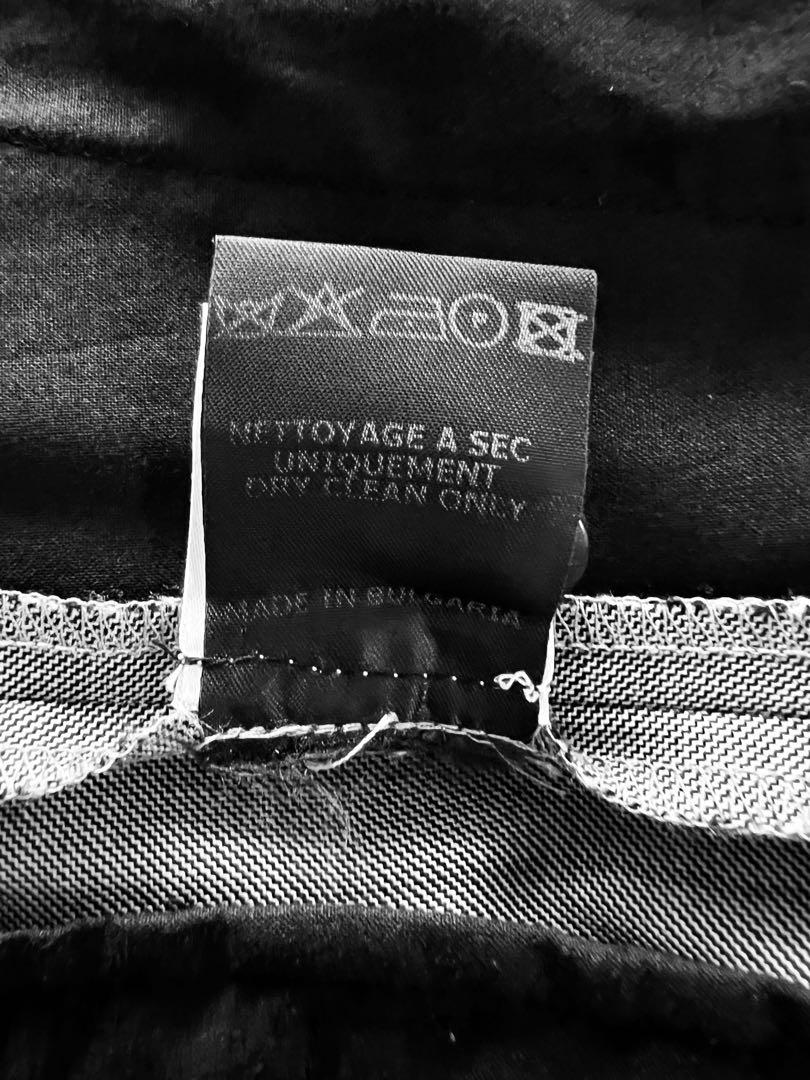 P
NETTOYAGE A SEC
UNIQUEMENT
DRY CLEAN ONLY
MADE IN BULGARIA